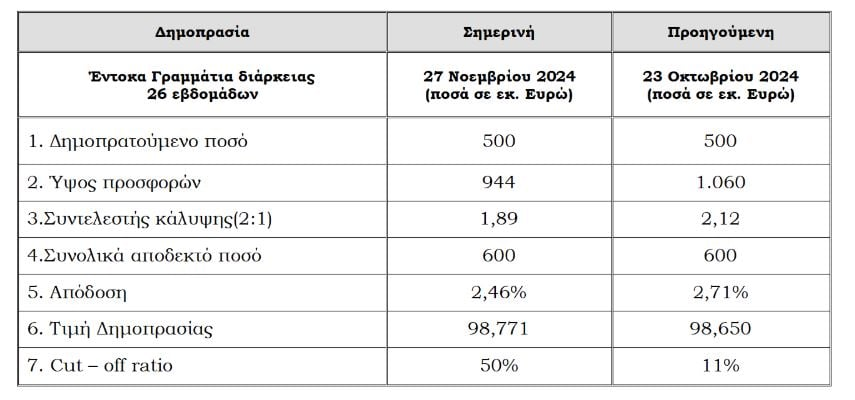 Δημοπρασία Σημερινή Προηγούμενη
Έντοκα Γραμμάτια διάρκειας 26 εβδομάδων 27 Νοεμβρίου 2024 (ποσά σε εκ. Ευρώ) 23 Οκτωβρίου 2024 (ποσά σε εκ. Ευρώ)
1. Δημοπρατούμενο ποσό 500 500
2. Ύψος προσφορών 944 1.060
3.Συντελεστής κάλυψης(2:1) 1,89 2,12
4.Συνολικά αποδεκτό ποσό 600 600
5. Απόδοση 2,46% 2,71%
6. Τιμή Δημοπρασίας 98,771 98,650
7. Cut – off ratio 50% 11%